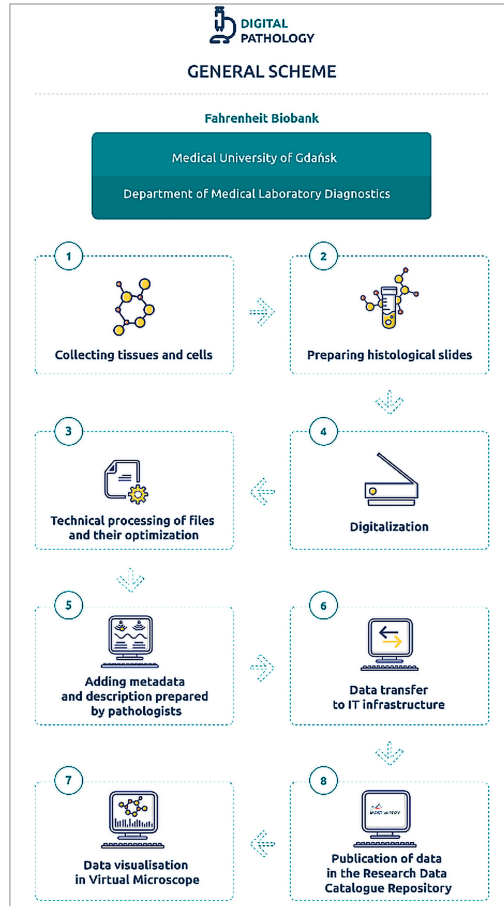 DIGITAL
PATHOLOGY
GENERAL SCHEME
Fahrenheit Biobank
Medical University of Gdańsk
Department of Medical Laboratory Diagnostics
1
Collecting tissues and cells
2
Preparing histological slides
3
Technical processing of files
and their optimization
4
Digitalization
5
Adding metadata
and description prepared
by pathologists
6
Data transfer
to IT infrastructure
7
Data visualisation
in Virtual Microscope
8
Publication of data
in the Research Data
Catalogue Repository